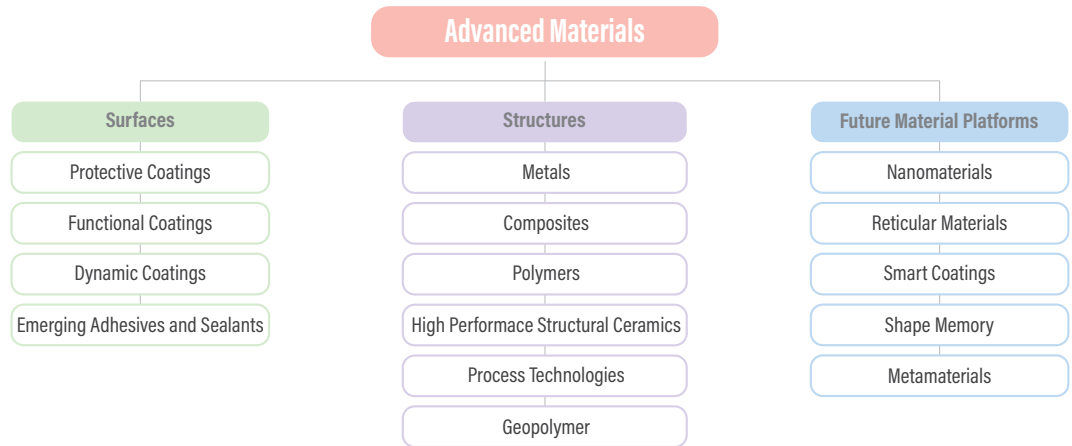 Advanced Materials
Surfaces
Protective Coatings
Functional Coatings
Dynamic Coatings
Emerging Adhesives and Sealants
Structures
Metals
Composites
Polymers
High Performace Structural Ceramics
Process Technologies
Geopolymer
Future Material Platforms
Nanomaterials
Reticular Materials
Smart Coatings
Shape Memory
Metamaterials